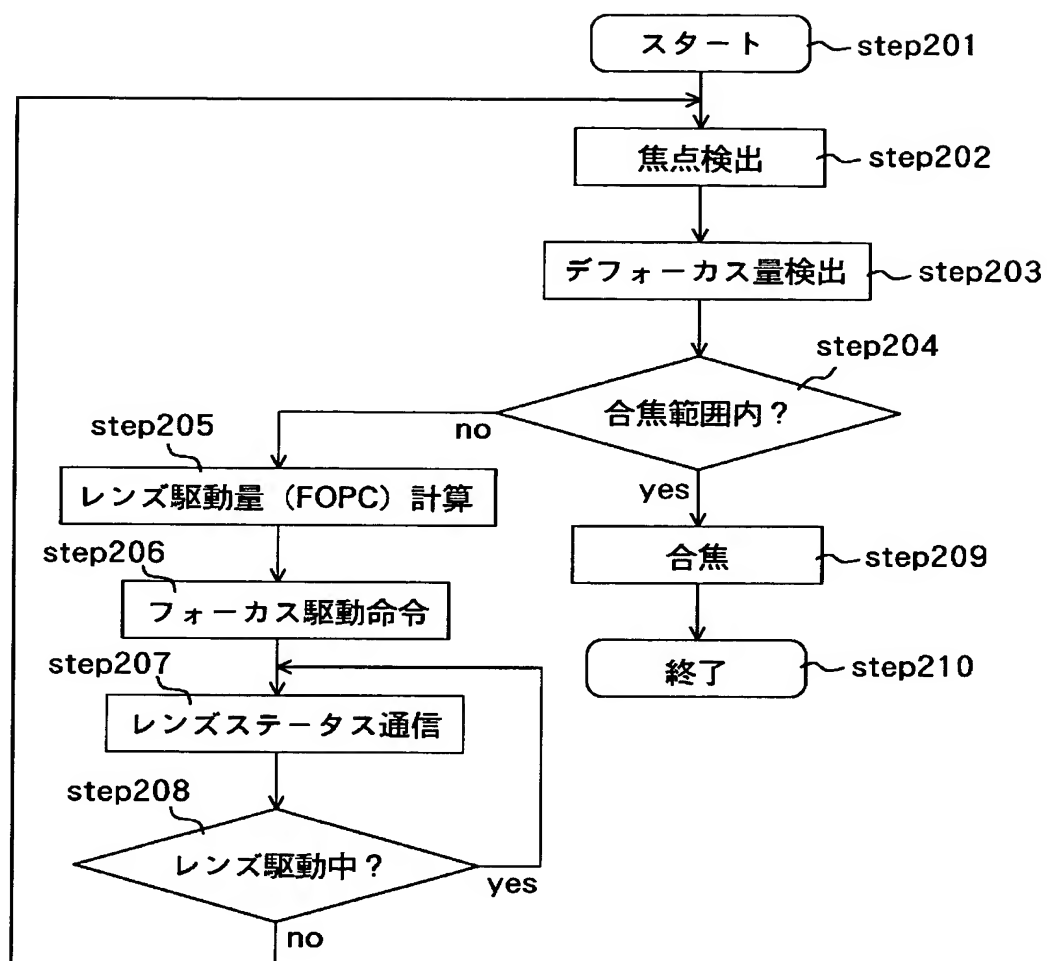 スタート
step201
焦点検出
step202
デフォーカス量検出
step203
step204
合焦範囲内？
no
yes
step205
レンズ駆動量（FOPC）計算
step206
フォーカス駆動命令
step207
レンズステータス通信
step208
レンズ駆動中？
yes
no
合焦
step209
終了
step210